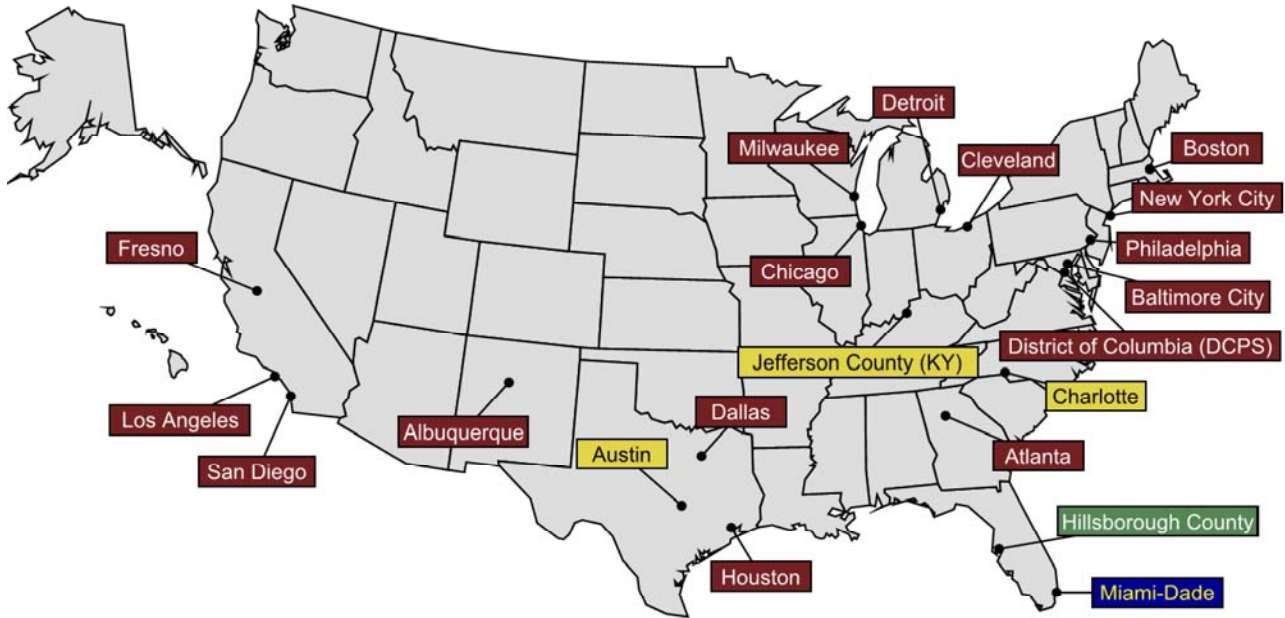 Detroit
Milwaukee
Cleveland
Boston
New York City
Fresno
Philadelphia
Chicago
Baltimore City
District of Columbia (DCPS)
Jefferson County (KY)
Charlotte
Los Angeles
Albuquerque
Dallas
San Diego
Austin
Atlanta
Hillsborough County
Houston
Miami-Dade